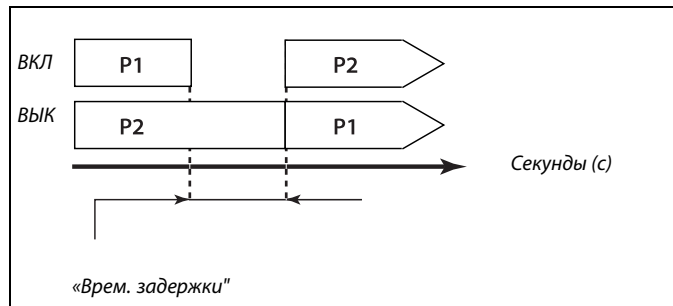 ВКЛ P1 P2
ВЫК P2 P1
Секунды (с)
«Врем. задержки"